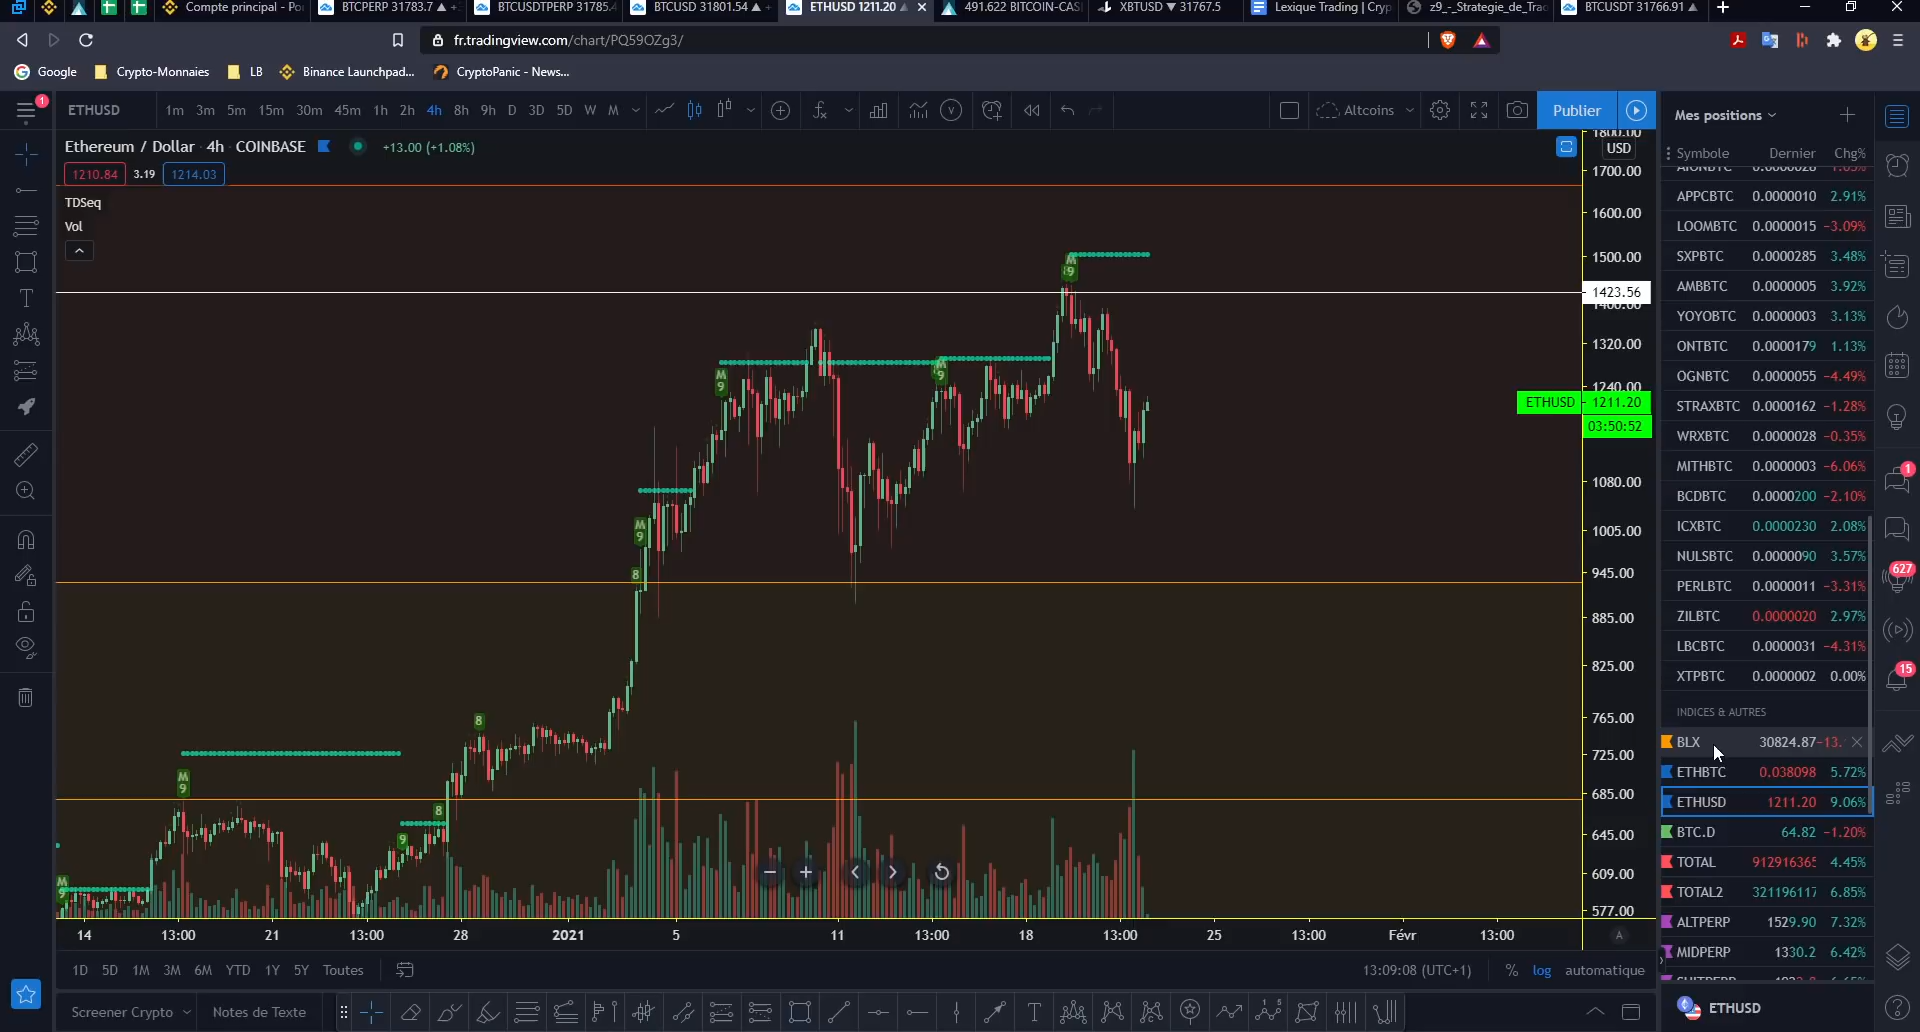 Compte principal - Po
BTCPERP 31783.7
BTCUSDTPERP 31785.
BTCUSD 31801.54
ETHUSD 1211.20
491.622 BITCOIN-CAS
XBTUSD ▼ 31767.5
Lexique Trading | Cryp
z9_-_Strategie_de_Tra
BTCUSDT 31766.91
fr.tradingview.com/chart/PQ59OZg3/
Google
Crypto-Monnaies
LB
Binance Launchpad...
CryptoPanic - News...
1
ETHUSD
1m 3m 5m 15m 30m 45m 1h 2h 4h 8h 9h D 3D 5D W M
Altcoins
Publier
Ethereum / Dollar 4h COINBASE +13.00 (+1.08%)
1210.84 3.19 1214.03
TDSeq
Vol
USD
1700.00
1600.00
1500.00
1423.56
1320.00
1240.00
ETHUSD 1211.20
03:50:52
1080.00
1005.00
945.00
885.00
825.00
765.00
725.00
685.00
645.00
609.00
577.00
M
9
M
9
M
9
M
9
8
8
M
9
8
9
M
9
14 13:00 21 13:00 28 2021 5 11 13:00 18 13:00 25 13:00 Févr 13:00
A
1D 5D 1M 3M 6M YTD 1Y 5Y Toutes
13:09:08 (UTC+1) % log automatique
Screener Crypto
Notes de Texte
Mes positions
Symbole Dernier Chg%
APPCBTC 0.0000010 2.91%
LOOMBTC 0.0000015 −3.09%
SXPBTC 0.0000285 3.48%
AMBBTC 0.0000005 3.92%
YOYOBTC 0.0000003 3.13%
ONTBTC 0.0000179 1.13%
OGNBTC 0.0000055 −4.49%
STRAXBTC 0.0000162 −1.28%
WRXBTC 0.0000028 −0.35%
MITHBTC 0.0000003 −6.06%
BCDBTC 0.0000200 −2.10%
ICXBTC 0.0000230 2.08%
NULSBTC 0.0000090 3.57%
PERLBTC 0.0000011 −3.31%
ZILBTC 0.0000020 2.97%
LBCBTC 0.0000031 −4.31%
XTPBTC 0.0000002 0.00%
INDICES & AUTRES
BLX 30824.87 −13.
ETHBTC 0.038098 5.72%
ETHUSD 1211.20 9.06%
BTC.D 64.82 −1.20%
TOTAL 912916365 4.45%
TOTAL2 321196117 6.85%
ALTPERP 1529.90 7.32%
MIDPERP 1330.2 6.42%
ETHUSD
1
627
15